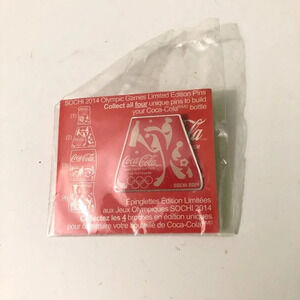 SOCHI 2014 Olympic Games Limited Edition Pins
Collect all four unique pins to build
your Coca-Cola bottle
(1)
(2)
Coca-Cola
Coca-Cola
SOCHI 2014
Épinglettes Édition Limitées
aux Jeux Olympiques SOCHI 2014
Collectez les 4 broches en édition uniques
pour construire votre bouteille de Coca-Cola